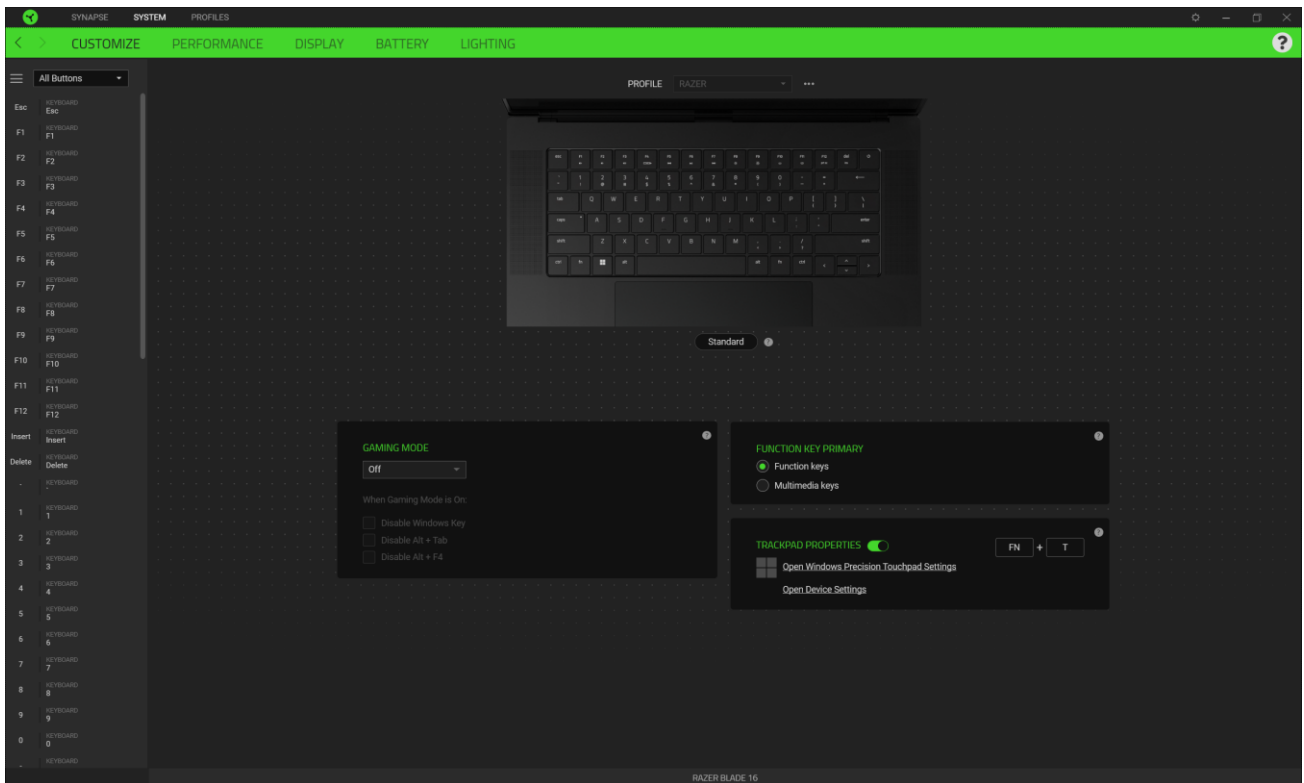 SYNAPSE SYSTEM PROFILES
< > CUSTOMIZE PERFORMANCE DISPLAY BATTERY LIGHTING ?
All Buttons
PROFILE RAZER
Esc KEYBOARD Esc
F1 KEYBOARD F1
F2 KEYBOARD F2
F3 KEYBOARD F3
F4 KEYBOARD F4
F5 KEYBOARD F5
F6 KEYBOARD F6
F7 KEYBOARD F7
F8 KEYBOARD F8
F9 KEYBOARD F9
F10 KEYBOARD F10
F11 KEYBOARD F11
F12 KEYBOARD F12
Insert KEYBOARD Insert
Delete KEYBOARD Delete
KEYBOARD
1 KEYBOARD 1
2 KEYBOARD 2
3 KEYBOARD 3
4 KEYBOARD 4
5 KEYBOARD 5
6 KEYBOARD 6
7 KEYBOARD 7
8 KEYBOARD 8
9 KEYBOARD 9
0 KEYBOARD 0
KEYBOARD
Q W E R T Y U I O P
A S D F G H J K L
Z X C V B N M
Standard ?
GAMING MODE
Off
When Gaming Mode is On:
Disable Windows Key
Disable Alt + Tab
Disable Alt + F4
FUNCTION KEY PRIMARY
Function keys
Multimedia keys
TRACKPAD PROPERTIES FN + T
Open Windows Precision Touchpad Settings
Open Device Settings
RAZER BLADE 16